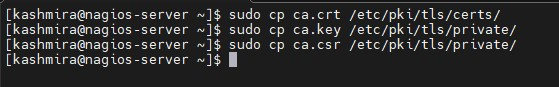 [kashmira@nagios-server ~]$ sudo cp ca.crt /etc/pki/tls/certs/
[kashmira@nagios-server ~]$ sudo cp ca.key /etc/pki/tls/private/
[kashmira@nagios-server ~]$ sudo cp ca.csr /etc/pki/tls/private/
[kashmira@nagios-server ~]$